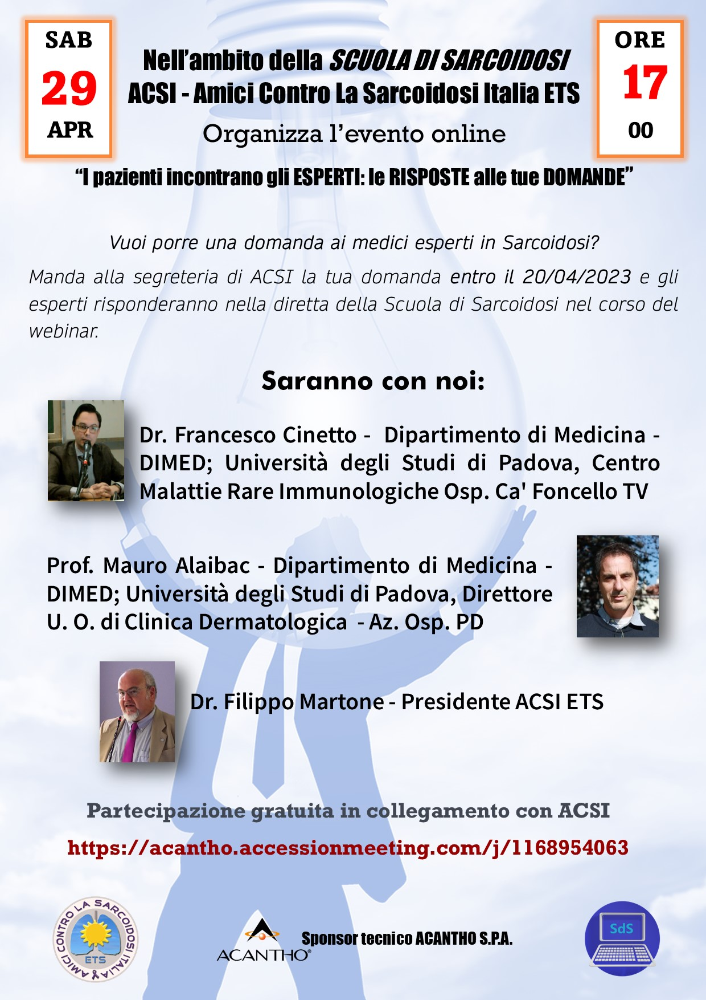 SAB
29
APR
ORE
17
00
Nell’ambito della SCUOLA DI SARCOIDOSI
ACSI - Amici Contro La Sarcoidosi Italia ETS
Organizza l’evento online
“I pazienti incontrano gli ESPERTI: le RISPOSTE alle tue DOMANDE”
Vuoi porre una domanda ai medici esperti in Sarcoidosi?
Manda alla segreteria di ACSI la tua domanda entro il 20/04/2023 e gli
esperti risponderanno nella diretta della Scuola di Sarcoidosi nel corso del
webinar.
Saranno con noi:
Dr. Francesco Cinetto - Dipartimento di Medicina -
DIMED; Università degli Studi di Padova, Centro
Malattie Rare Immunologiche Osp. Ca' Foncello TV
Prof. Mauro Alaibac - Dipartimento di Medicina -
DIMED; Università degli Studi di Padova, Direttore
U. O. di Clinica Dermatologica - Az. Osp. PD
Dr. Filippo Martone - Presidente ACSI ETS
Partecipazione gratuita in collegamento con ACSI
https://acantho.accessionmeeting.com/j/1168954063
AMICI CONTRO LA SARCOIDOSI ITALIA
ETS
ACANTHO®
Sponsor tecnico ACANTHO S.P.A.
SdS